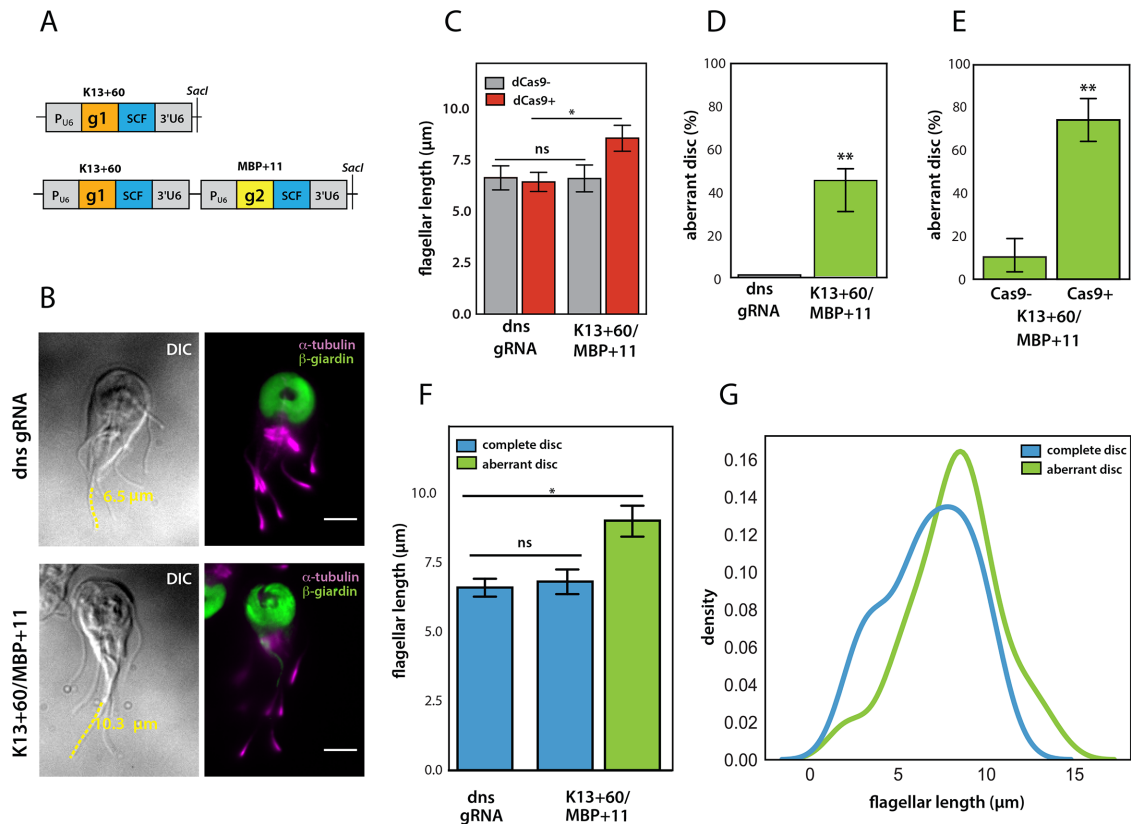 A
K13+60
SacI
PU6 g1 SCF 3'U6
K13+60 MBP+11 SacI
PU6 g1 SCF 3'U6 PU6 g2 SCF 3'U6
B
dns gRNA
DIC
6.5 µm
α-tubulin
β-giardin
K13+60/MBP+11
DIC
10.3 µm
α-tubulin
β-giardin
C
dCas9-
dCas9+
*
ns
flagellar length (µm)
10.0
7.5
5.0
2.5
0.0
dns
gRNA
K13+60/
MBP+11
D
aberrant disc (%)
100
80
60
40
20
0
**
dns
gRNA
K13+60/
MBP+11
E
aberrant disc (%)
100
80
60
40
20
0
**
Cas9- Cas9+
K13+60/
MBP+11
F
complete disc
aberrant disc
*
ns
flagellar length (µm)
10.0
7.5
5.0
2.5
0.0
dns
gRNA
K13+60/
MBP+11
G
complete disc
aberrant disc
density
0.16
0.14
0.12
0.10
0.08
0.06
0.04
0.02
0.00
0 5 10 15
flagellar length (µm)